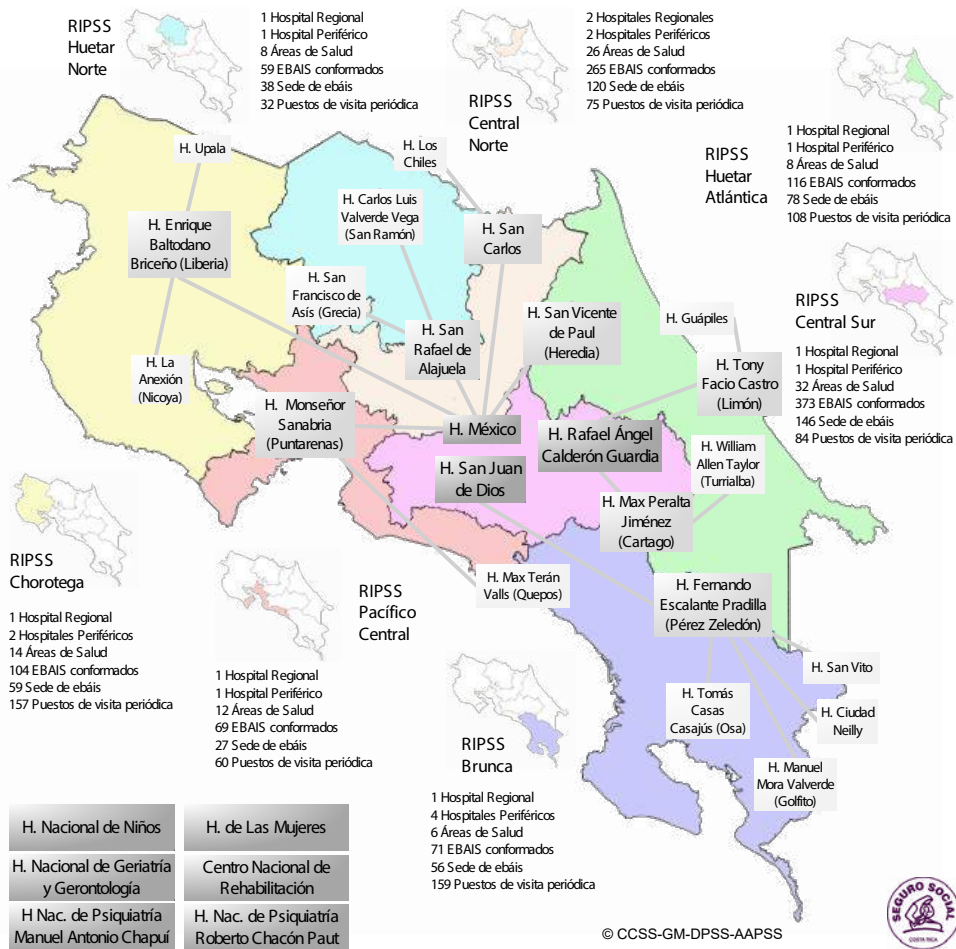 RIPSS
Huetar
Norte
1 Hospital Regional
1 Hospital Periférico
8 Áreas de Salud
59 EBAIS conformados
38 Sede de ebáis
32 Puestos de visita periódica
RIPSS
Central
Norte
2 Hospitales Regionales
2 Hospitales Periféricos
26 Áreas de Salud
265 EBAIS conformados
120 Sede de ebáis
75 Puestos de visita periódica
RIPSS
Huetar
Atlántica
1 Hospital Regional
1 Hospital Periférico
8 Áreas de Salud
116 EBAIS conformados
78 Sede de ebáis
108 Puestos de visita periódica
RIPSS
Central Sur
1 Hospital Regional
1 Hospital Periférico
32 Áreas de Salud
373 EBAIS conformados
146 Sede de ebáis
84 Puestos de visita periódica
H. Upala
H. Los
Chiles
H. Carlos Luis
Valverde Vega
(San Ramón)
H. Enrique
Baltodano
Briceño (Liberia)
H. San
Carlos
H. San
Francisco de
Asís (Grecia)
H. San
Rafael de
Alajuela
H. San Vicente
de Paul
(Heredia)
H. Guápiles
H. La
Anexión
(Nicoya)
H. Tony
Facio Castro
(Limón)
H. Monseñor
Sanabria
(Puntarenas)
H. México
H. Rafael Ángel
Calderón Guardia
H. San Juan
de Dios
H. William
Allen Taylor
(Turrialba)
H. Max Peralta
Jiménez
(Cartago)
H. Max Terán
Valls (Quepos)
H. Fernando
Escalante Pradilla
(Pérez Zeledón)
H. San Vito
H. Tomás
Casas
Casajús (Osa)
H. Ciudad
Neilly
H. Manuel
Mora Valverde
(Golfito)
RIPSS
Chorotega
1 Hospital Regional
2 Hospitales Periféricos
14 Áreas de Salud
104 EBAIS conformados
59 Sede de ebáis
157 Puestos de visita periódica
RIPSS
Pacífico
Central
1 Hospital Regional
1 Hospital Periférico
12 Áreas de Salud
69 EBAIS conformados
27 Sede de ebáis
60 Puestos de visita periódica
RIPSS
Brunca
1 Hospital Regional
4 Hospitales Periféricos
6 Áreas de Salud
71 EBAIS conformados
56 Sede de ebáis
159 Puestos de visita periódica
H. Nacional de Niños
H. de Las Mujeres
H. Nacional de Geriatría
y Gerontología
Centro Nacional de
Rehabilitación
H Nac. de Psiquiatría
Manuel Antonio Chapuí
H. Nac. de Psiquiatría
Roberto Chacón Paut
© CCSS-GM-DPSS-AAPSS
SEGURO SOCIAL
COSTA RICA